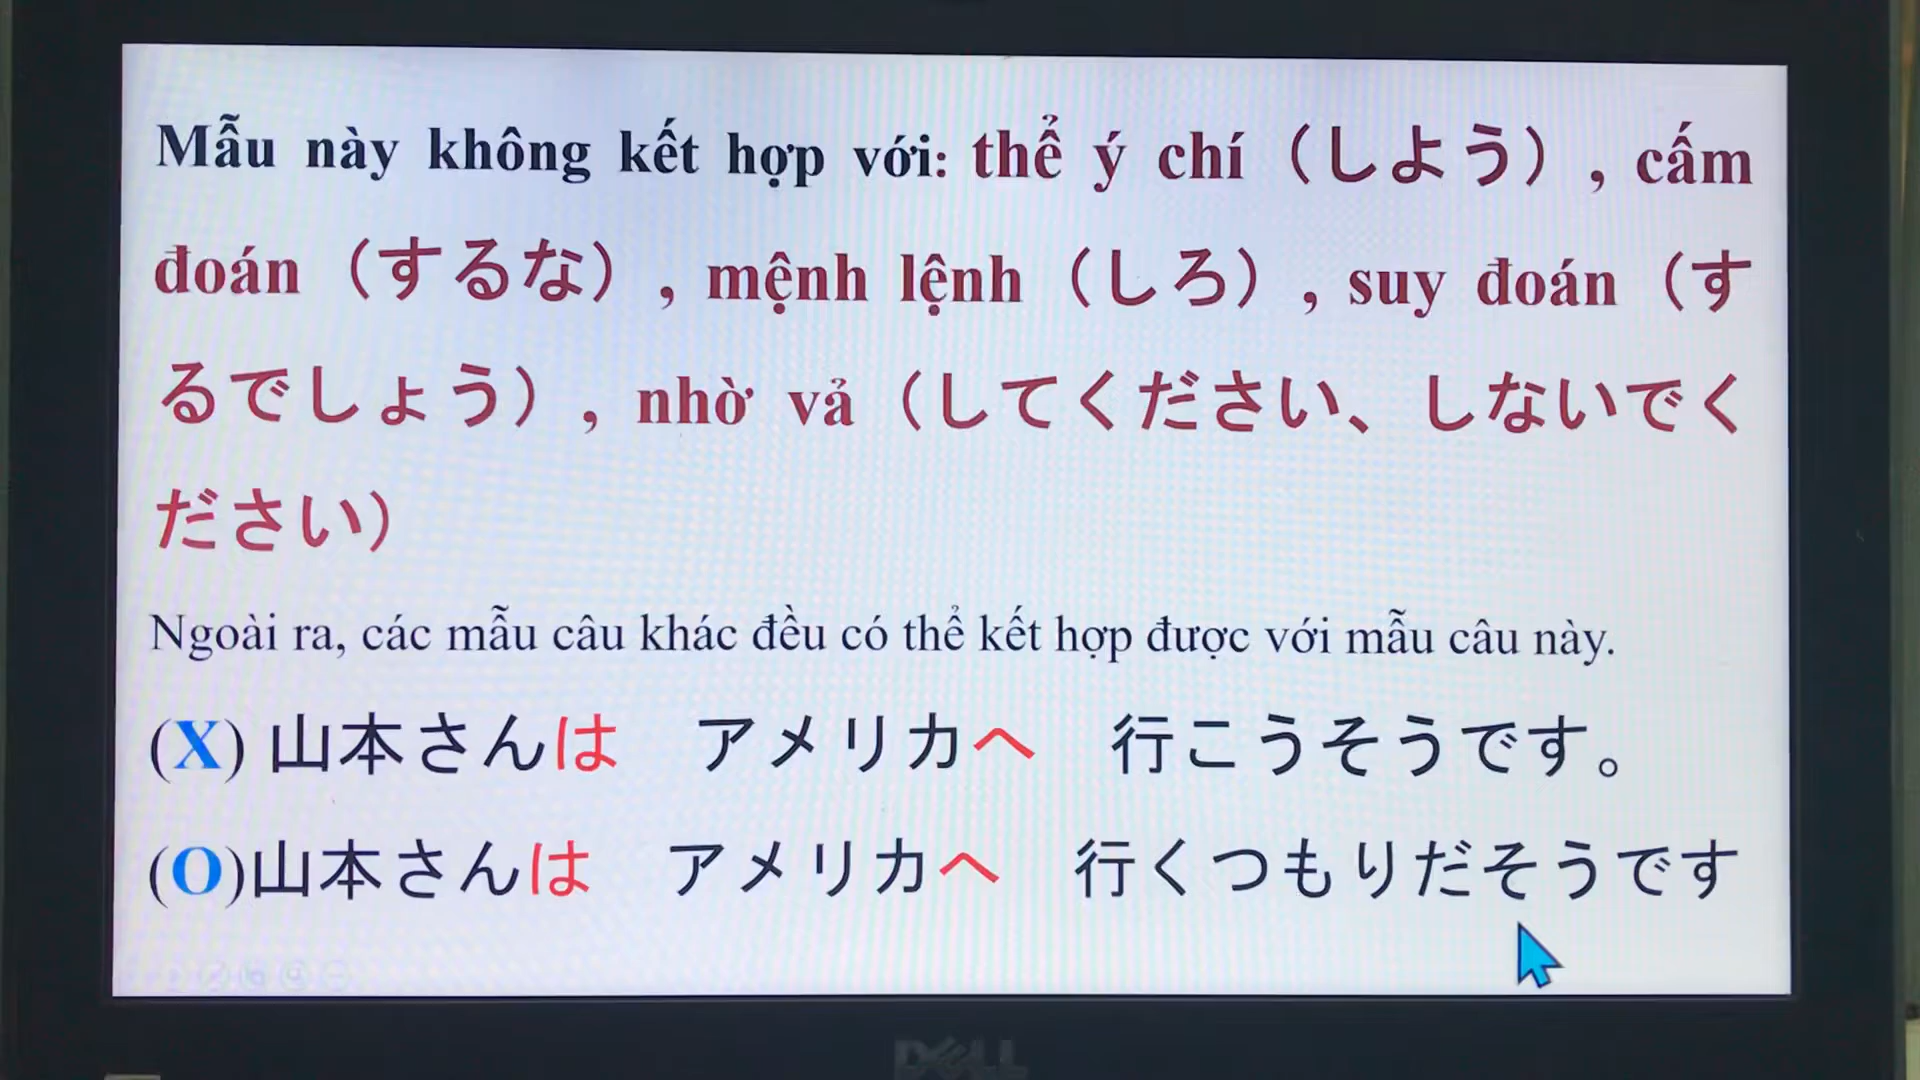 Mẫu này không kết hợp với: thể ý chí（しよう）, cấm
đoán（するな）, mệnh lệnh（しろ）, suy đoán（す
るでしょう）, nhờ vả（してください、しないでく
ださい）
Ngoài ra, các mẫu câu khác đều có thể kết hợp được với mẫu câu này.
(X) 山本さんは　アメリカへ　行こうそうです。
(O)山本さんは　アメリカへ　行くつもりだそうです
DELL